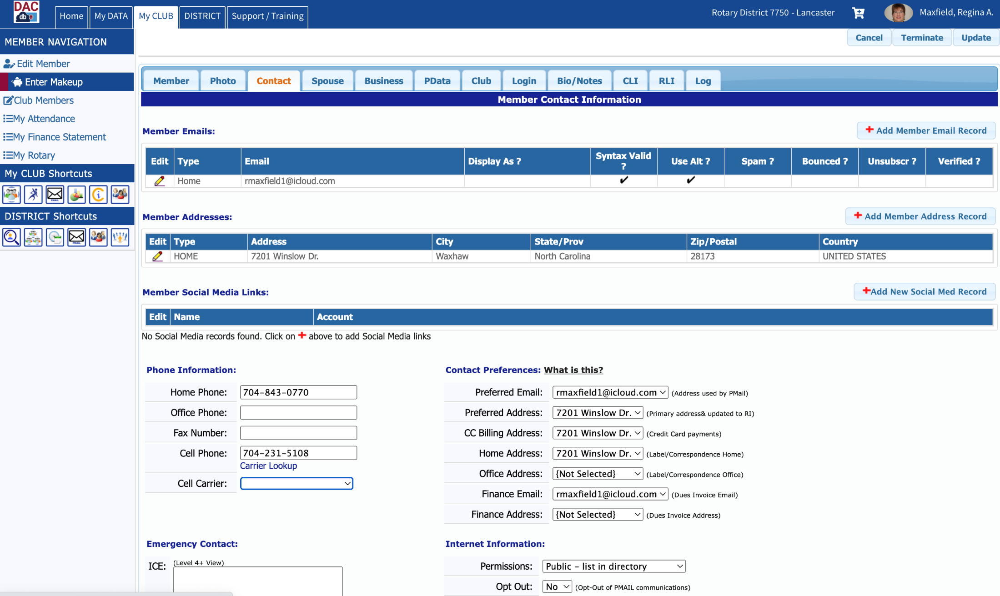 DAC
db
Home
My DATA
My CLUB
DISTRICT
Support / Training
Rotary District 7750 - Lancaster
Maxfield, Regina A.
Cancel
Terminate
Update
MEMBER NAVIGATION
Edit Member
Enter Makeup
Club Members
My Attendance
My Finance Statement
My Rotary
My CLUB Shortcuts
PMAIL
DISTRICT Shortcuts
PMAIL
Member
Photo
Contact
Spouse
Business
PData
Club
Login
Bio/Notes
CLI
RLI
Log
Member Contact Information
Member Emails:
Add Member Email Record
Edit Type Email Display As ? Syntax Valid ? Use Alt ? Spam ? Bounced ? Unsubscr ? Verified ?
Home rmaxfield1@icloud.com ✔ ✔
Member Addresses:
Add Member Address Record
Edit Type Address City State/Prov Zip/Postal Country
HOME 7201 Winslow Dr. Waxhaw North Carolina 28173 UNITED STATES
Member Social Media Links:
Add New Social Med Record
Edit Name Account
No Social Media records found. Click on + above to add Social Media links
Phone Information:
Home Phone: 704-843-0770
Office Phone:
Fax Number:
Cell Phone: 704-231-5108
Carrier Lookup
Cell Carrier:
Contact Preferences: What is this?
Preferred Email: rmaxfield1@icloud.com (Address used by PMail)
Preferred Address: 7201 Winslow Dr. (Primary address& updated to RI)
CC Billing Address: 7201 Winslow Dr. (Credit Card payments)
Home Address: 7201 Winslow Dr. (Label/Correspondence Home)
Office Address: {Not Selected} (Label/Correspondence Office)
Finance Email: rmaxfield1@icloud.com (Dues Invoice Email)
Finance Address: {Not Selected} (Dues Invoice Address)
Emergency Contact:
ICE: (Level 4+ View)
Internet Information:
Permissions: Public - list in directory
Opt Out: No (Opt-Out of PMAIL communications)